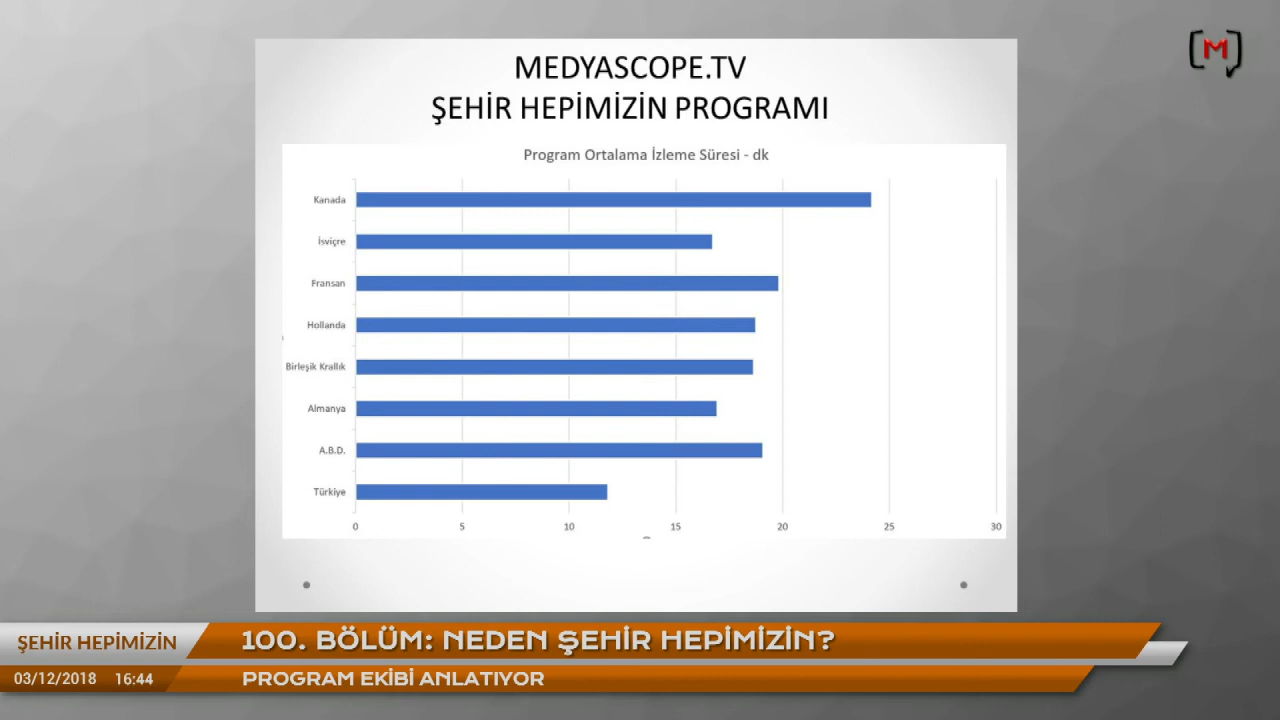 MEDYASCOPE.TV
ŞEHİR HEPİMİZİN PROGRAMI
Program Ortalama İzleme Süresi - dk
Kanada
İsviçre
Fransan
Hollanda
Birleşik Krallık
Almanya
A.B.D.
Türkiye
0 5 10 15 20 25 30
ŞEHİR HEPİMİZİN
100. BÖLÜM: NEDEN ŞEHİR HEPİMİZİN?
03/12/2018 16:44
PROGRAM EKİBİ ANLATIYOR
[M]